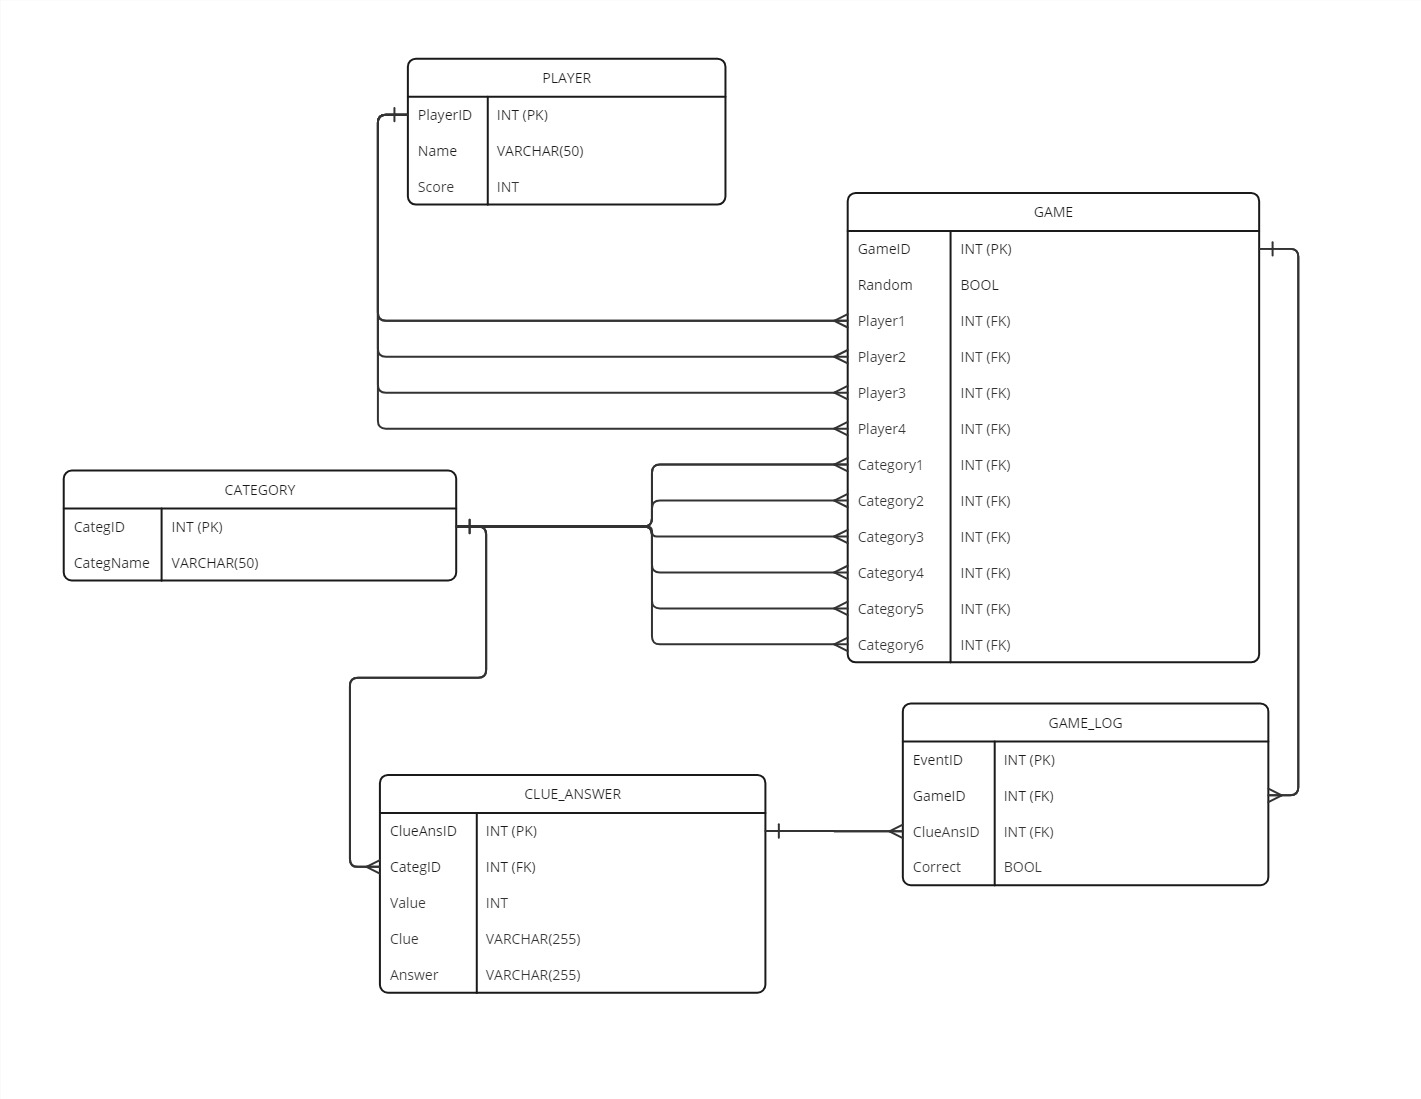 PLAYER
PlayerID INT (PK)
Name VARCHAR(50)
Score INT
GAME
GameID INT (PK)
Random BOOL
Player1 INT (FK)
Player2 INT (FK)
Player3 INT (FK)
Player4 INT (FK)
Category1 INT (FK)
Category2 INT (FK)
Category3 INT (FK)
Category4 INT (FK)
Category5 INT (FK)
Category6 INT (FK)
CATEGORY
CategID INT (PK)
CategName VARCHAR(50)
GAME_LOG
EventID INT (PK)
GameID INT (FK)
ClueAnsID INT (FK)
Correct BOOL
CLUE_ANSWER
ClueAnsID INT (PK)
CategID INT (FK)
Value INT
Clue VARCHAR(255)
Answer VARCHAR(255)